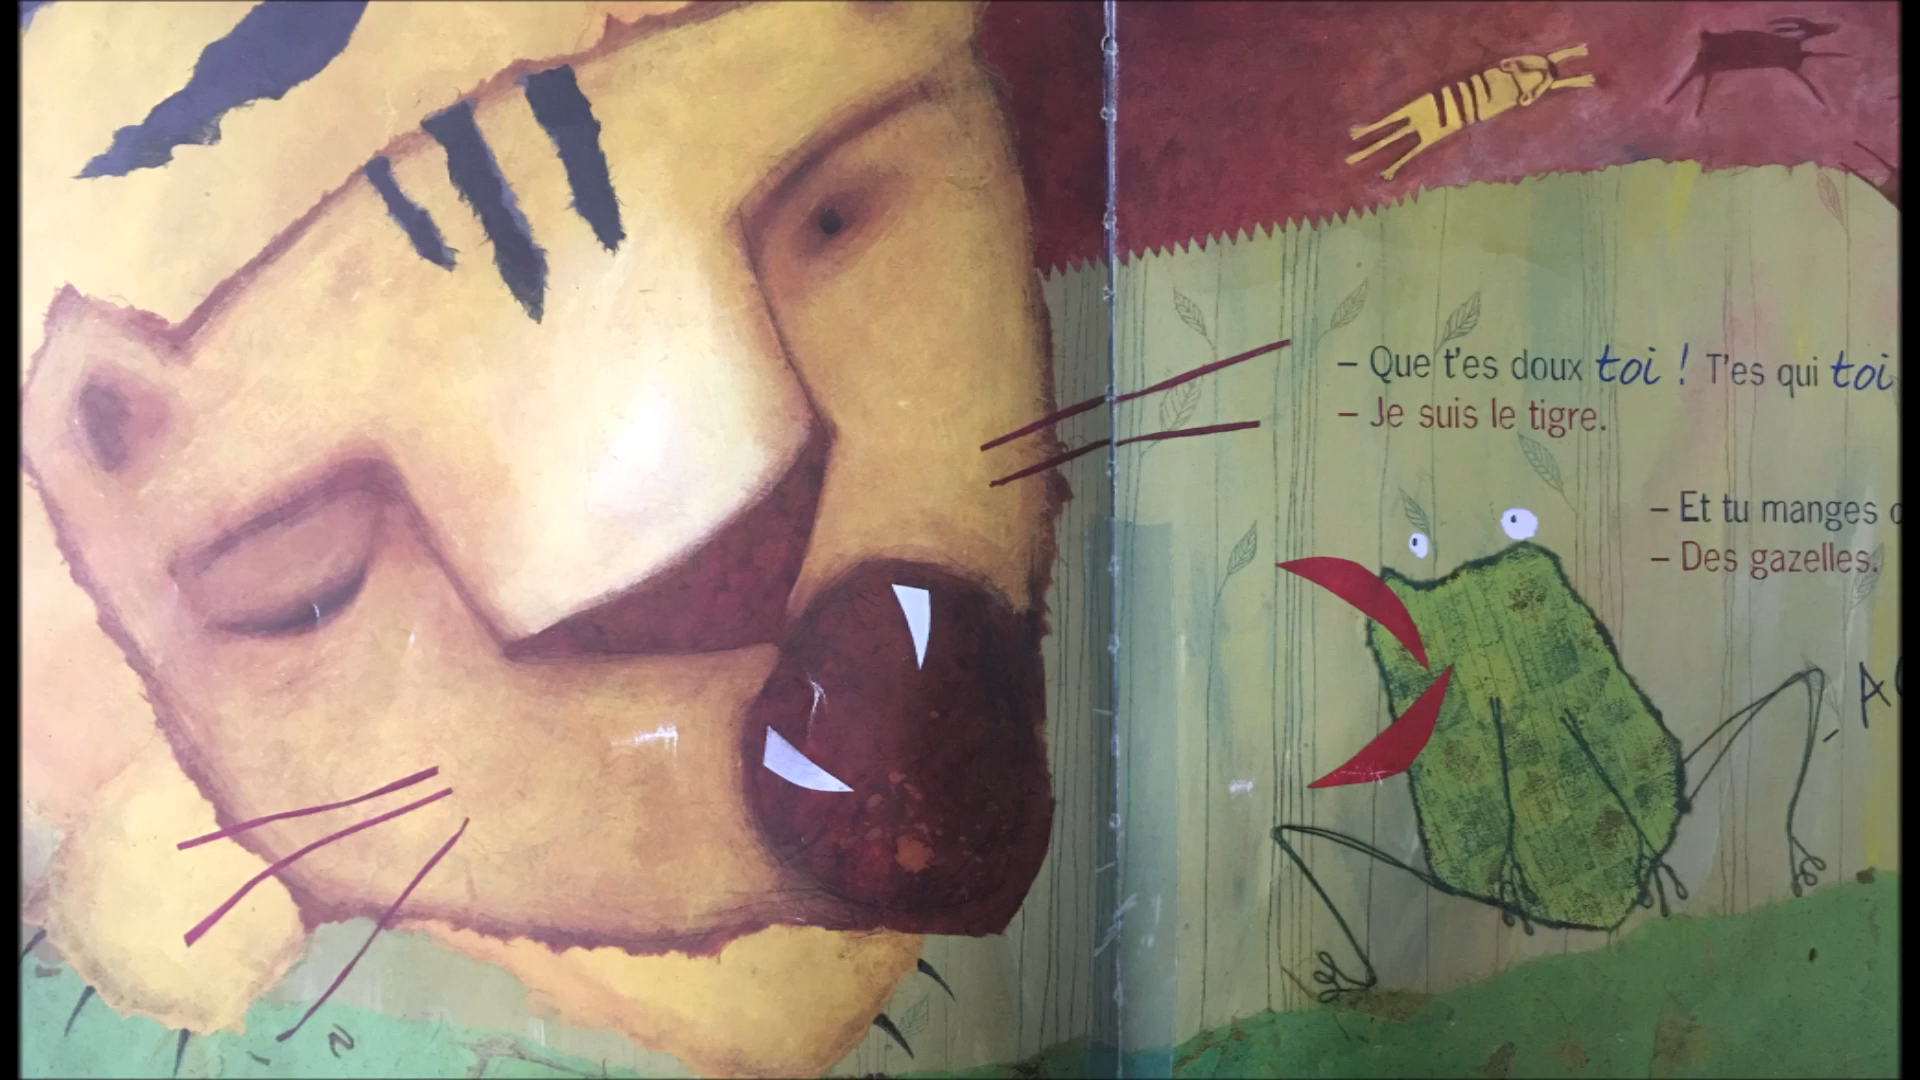 – Que t'es doux toi ! T'es qui toi
– Je suis le tigre.
– Et tu manges
– Des gazelles.